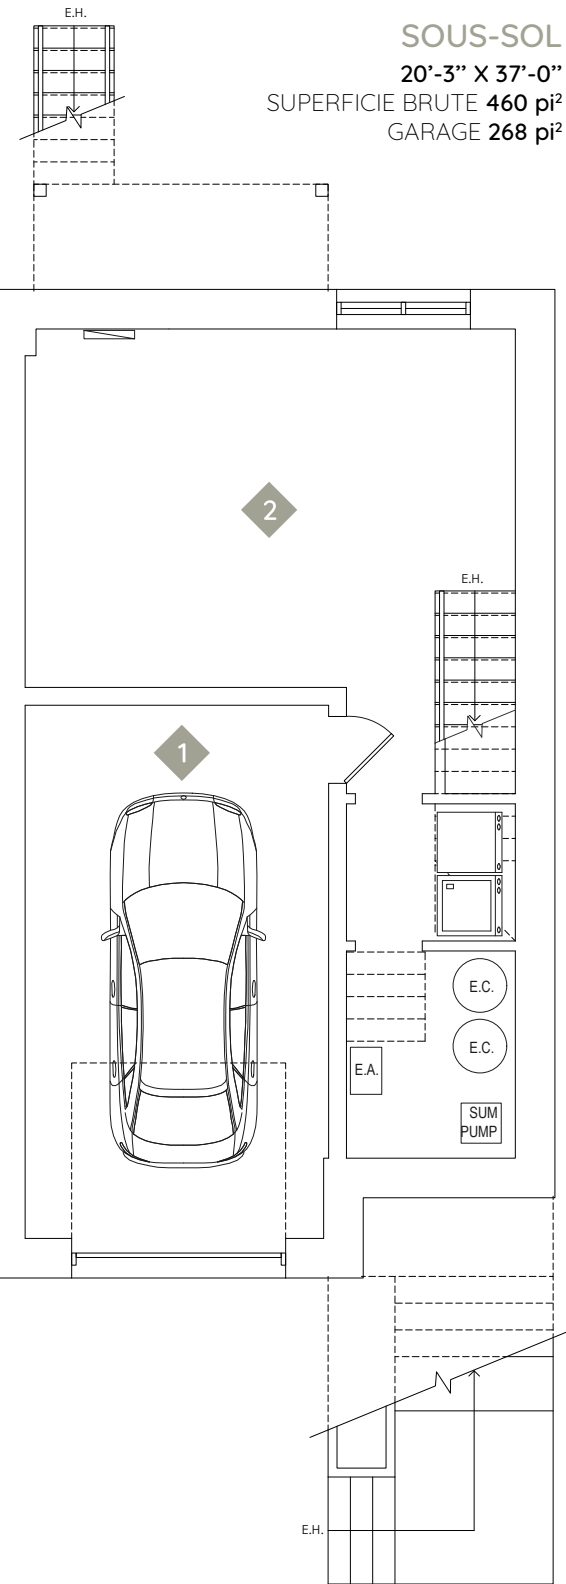 E.H.
SOUS-SOL
20’-3’’ X 37’-0’’
SUPERFICIE BRUTE 460 pi²
GARAGE 268 pi²
2
E.H.
1
E.C.
E.C.
E.A.
SUM
PUMP
E.H.